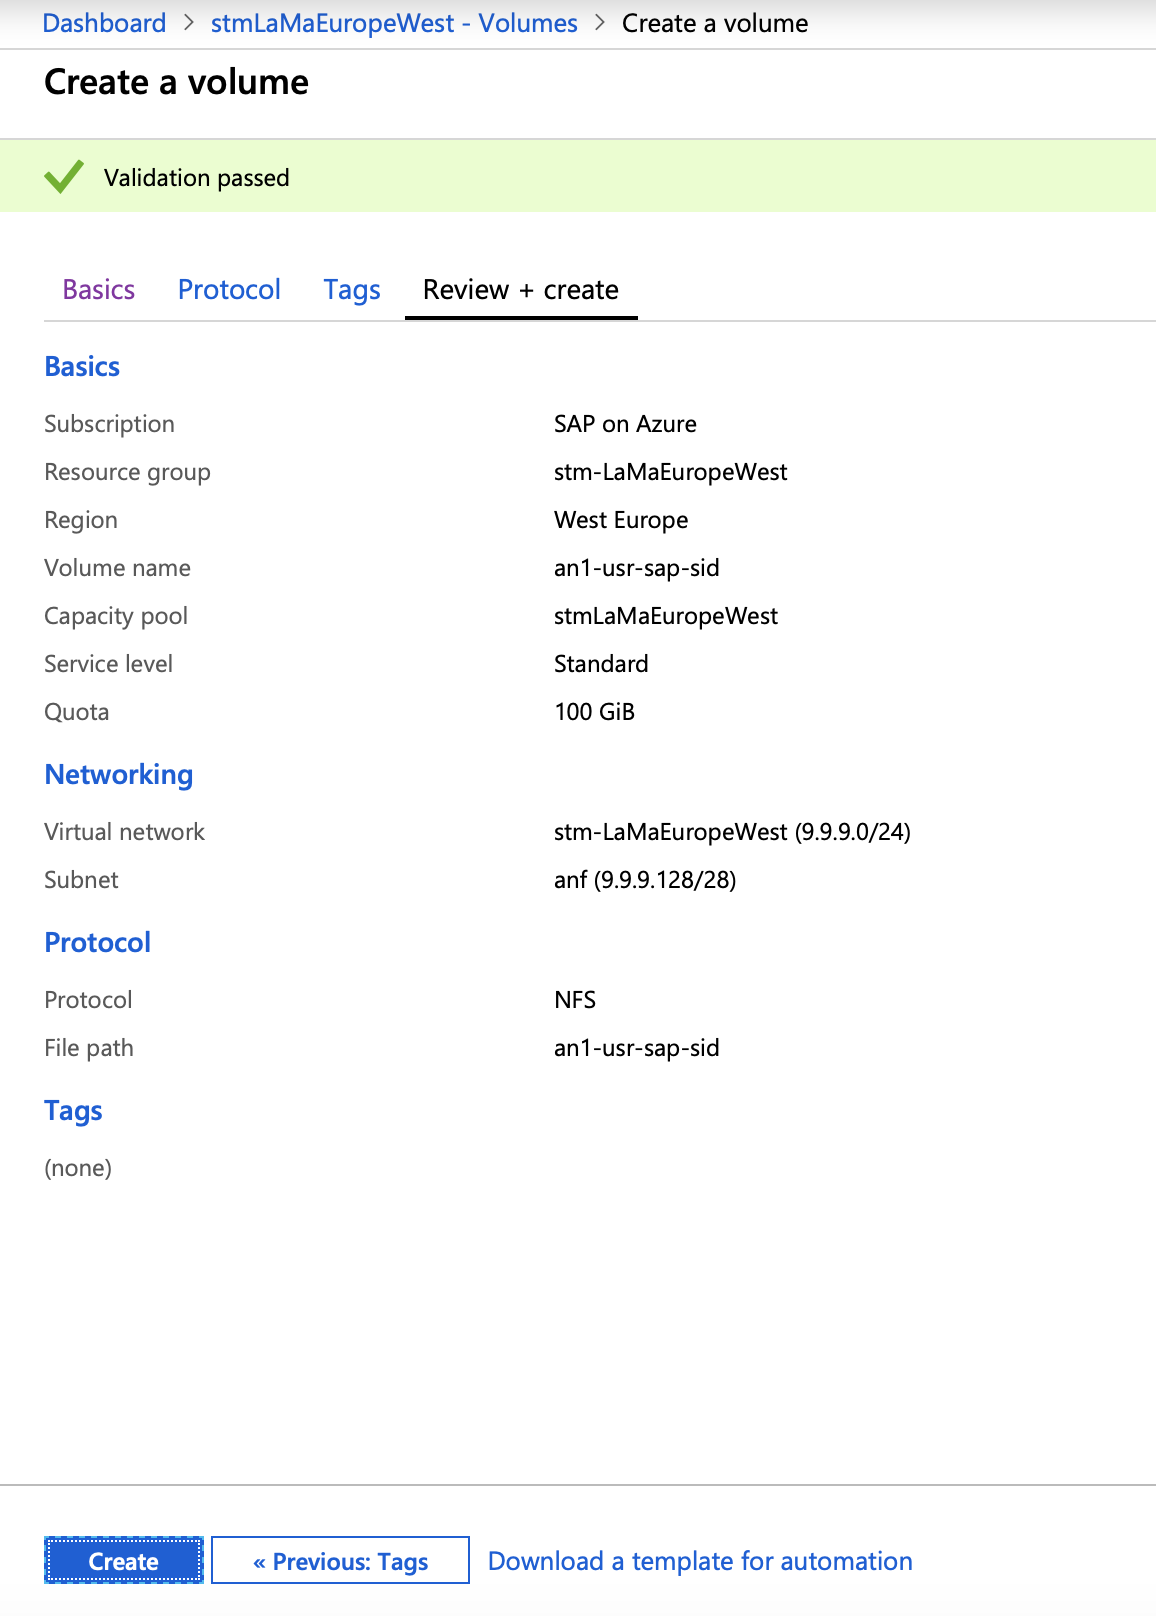 Dashboard > stmLaMaEuropeWest - Volumes > Create a volume
Create a volume
Validation passed
Basics Protocol Tags Review + create
Basics
Subscription SAP on Azure
Resource group stm-LaMaEuropeWest
Region West Europe
Volume name an1-usr-sap-sid
Capacity pool stmLaMaEuropeWest
Service level Standard
Quota 100 GiB
Networking
Virtual network stm-LaMaEuropeWest (9.9.9.0/24)
Subnet anf (9.9.9.128/28)
Protocol
Protocol NFS
File path an1-usr-sap-sid
Tags
(none)
Create « Previous: Tags Download a template for automation